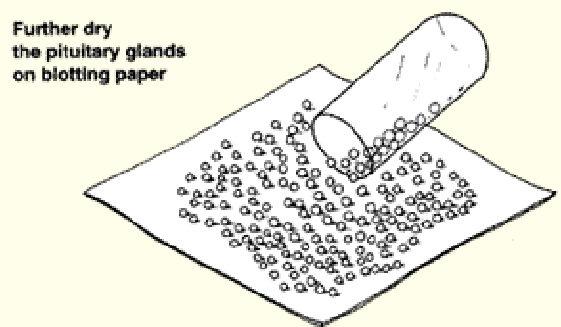 Further dry
the pituitary glands
on blotting paper